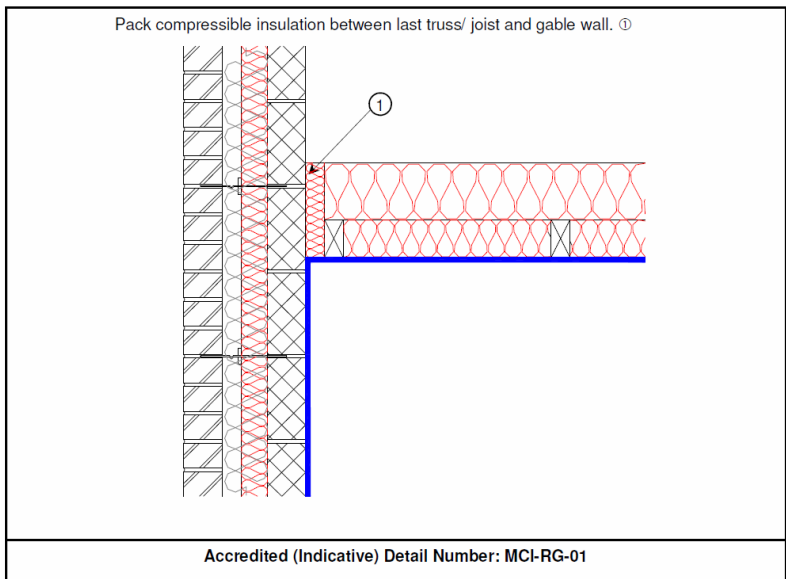 Pack compressible insulation between last truss/ joist and gable wall. ①
1
Accredited (Indicative) Detail Number: MCI-RG-01